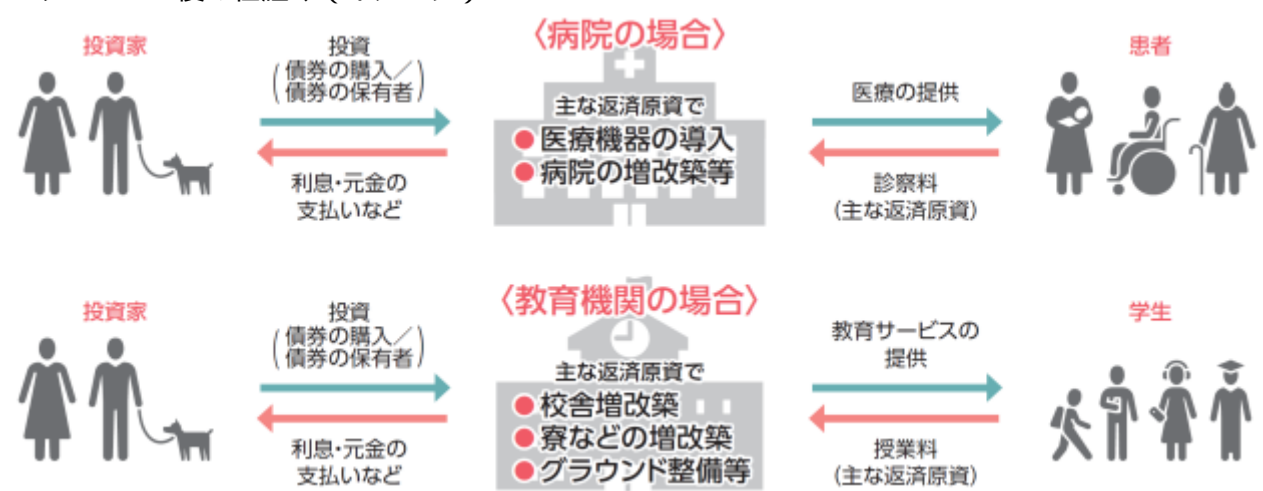 〈病院の場合〉
投資家
投資
(債券の購入／
債券の保有者)
利息・元金の
支払いなど
主な返済原資で
●医療機器の導入
●病院の増改築等
医療の提供
診察料
(主な返済原資)
患者
〈教育機関の場合〉
投資家
投資
(債券の購入／
債券の保有者)
利息・元金の
支払いなど
主な返済原資で
●校舎増改築
●寮などの増改築
●グラウンド整備等
教育サービスの
提供
授業料
(主な返済原資)
学生